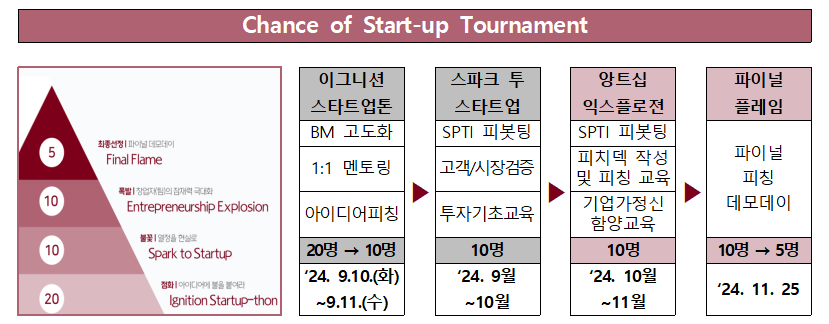 Chance of Start-up Tournament
5
최종선정 | 파이널 데모데이
Final Flame
10
폭발 | 창업자(팀)의 잠재력 극대화
Entrepreneurship Explosion
10
불꽃 | 열정을 현실로
Spark to Startup
20
점화 | 아이디어에 불을 붙여라
Ignition Startup-thon
이그니션
스타트업톤
BM 고도화
1:1 멘토링
아이디어피칭
20명 → 10명
‘24. 9.10.(화)
~9.11.(수)
스파크 투
스타트업
SPTI 피봇팅
고객/시장검증
투자기초교육
10명
‘24. 9월
~10월
앙트십
익스플로젼
SPTI 피봇팅
피치덱 작성
및 피칭 교육
기업가정신
함양교육
10명
‘24. 10월
~11월
파이널
플레임
파이널
피칭
데모데이
10명 → 5명
‘24. 11. 25